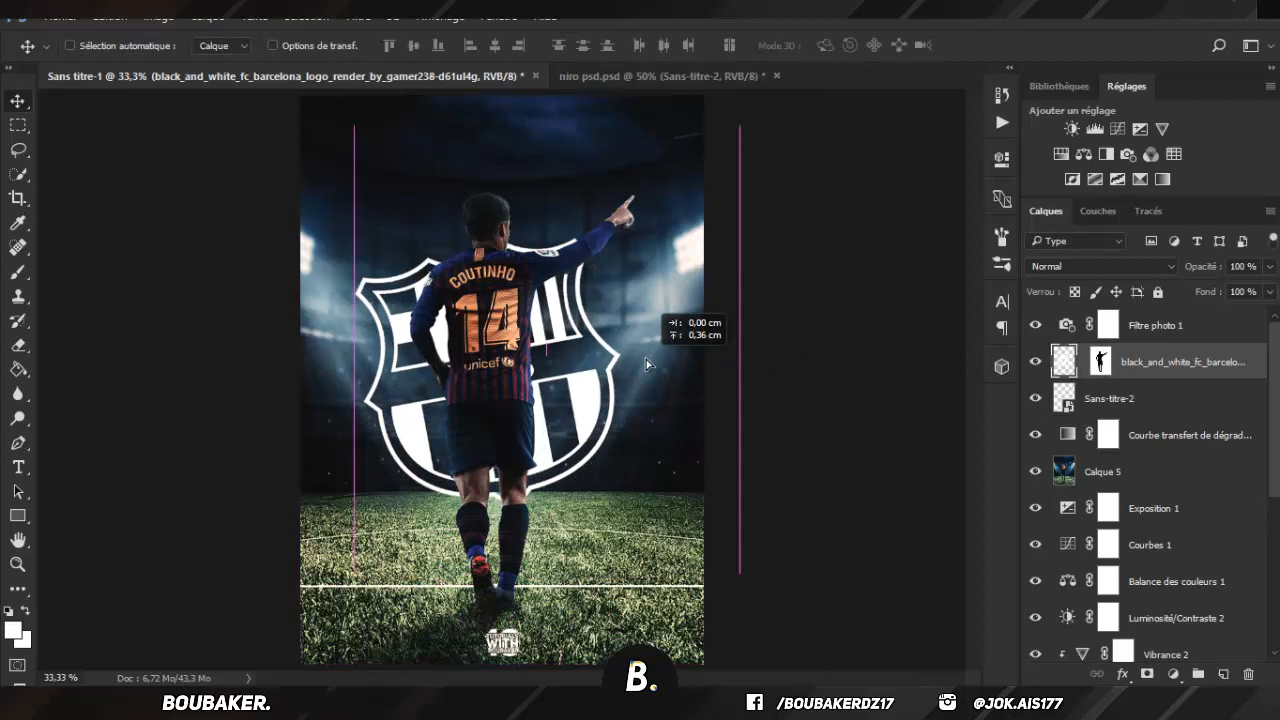 Sélection automatique :
Calque
Options de transf.
Mode 3D :
Sans titre-1 @ 33,3% (black_and_white_fc_barcelona_logo_render_by_gamer238-d61ul4g, RVB/8) *
niro psd.psd @ 50% (Sans-titre-2, RVB/8) *
Bibliothèques
Réglages
Ajouter un réglage
Calques
Couches
Tracés
Type
Normal
Opacité :
100 %
Verrou :
Fond :
100 %
Filtre photo 1
black_and_white_fc_barcelo...
Sans-titre-2
Courbe transfert de dégrad...
Calque 5
Exposition 1
Courbes 1
Balance des couleurs 1
Luminosité/Contraste 2
Vibrance 2
COUTINHO
14
unicef
0,00 cm
0,36 cm
TUTORIALS
WITH
33,33 %
Doc : 6,72 Mo/43,3 Mo
B.
BOUBAKER.
/BOUBAKERDZ17
@JOK.AIS177